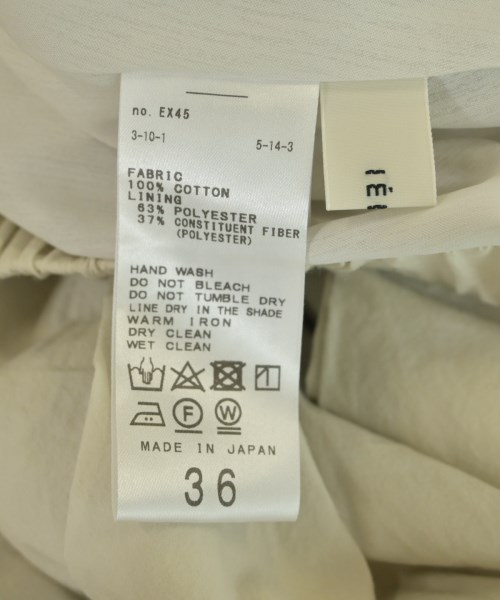 no. EX45
3-10-1 5-14-3
FABRIC
100% COTTON
LINING
63% POLYESTER
37% CONSTITUENT FIBER
(POLYESTER)
HAND WASH
DO NOT BLEACH
DO NOT TUMBLE DRY
LINE DRY IN THE SHADE
WARM IRON
DRY CLEAN
WET CLEAN
F W
MADE IN JAPAN
36